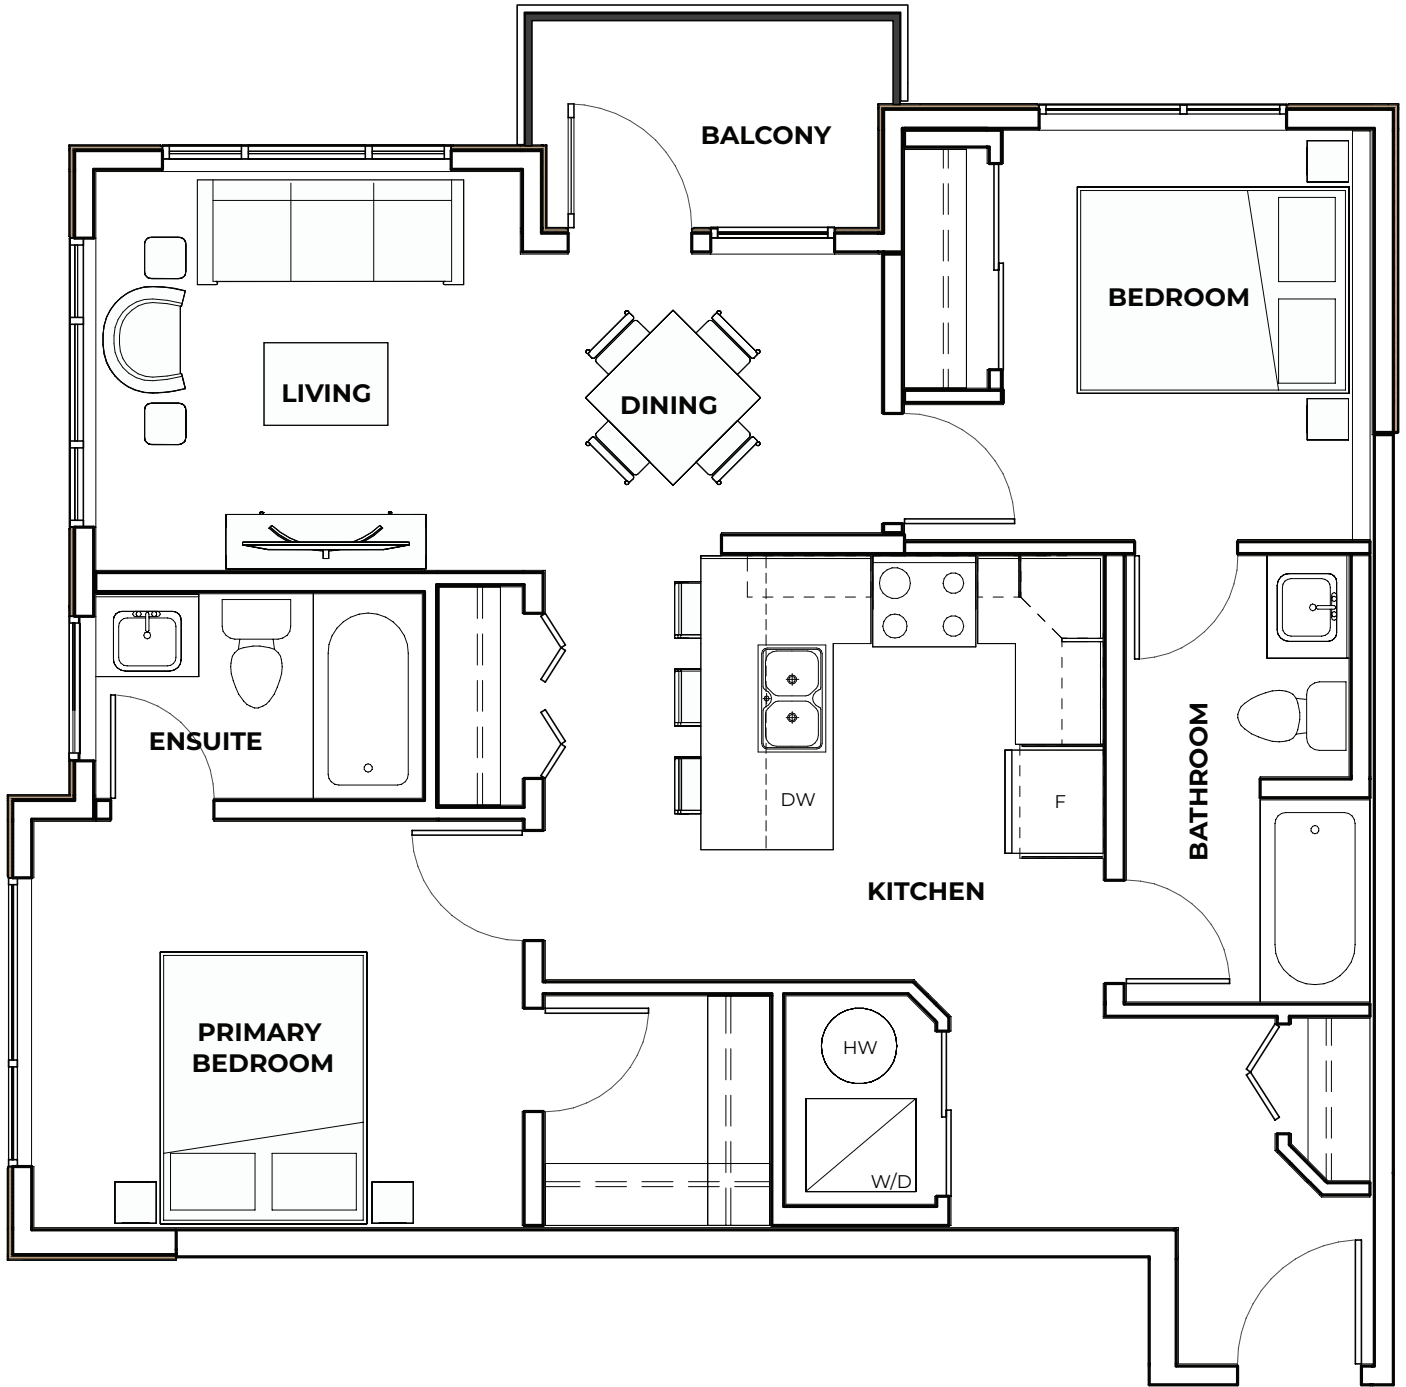 BALCONY
BEDROOM
LIVING
DINING
ENSUITE
BATHROOM
DW
F
KITCHEN
PRIMARY
BEDROOM
HW
W/D